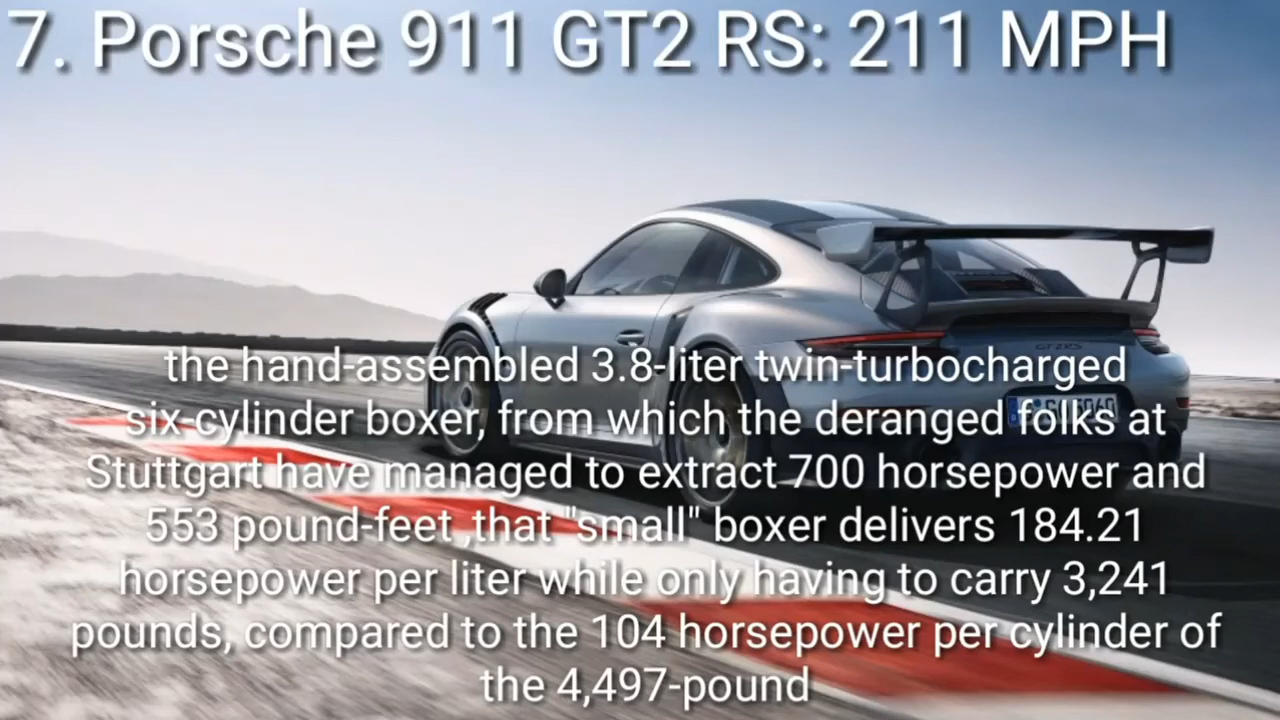 7. Porsche 911 GT2 RS: 211 MPH
GT2RS
the hand-assembled 3.8-liter twin-turbocharged
six-cylinder boxer, from which the deranged folks at
Stuttgart have managed to extract 700 horsepower and
553 pound-feet ,that "small" boxer delivers 184.21
horsepower per liter while only having to carry 3,241
pounds, compared to the 104 horsepower per cylinder of
the 4,497-pound